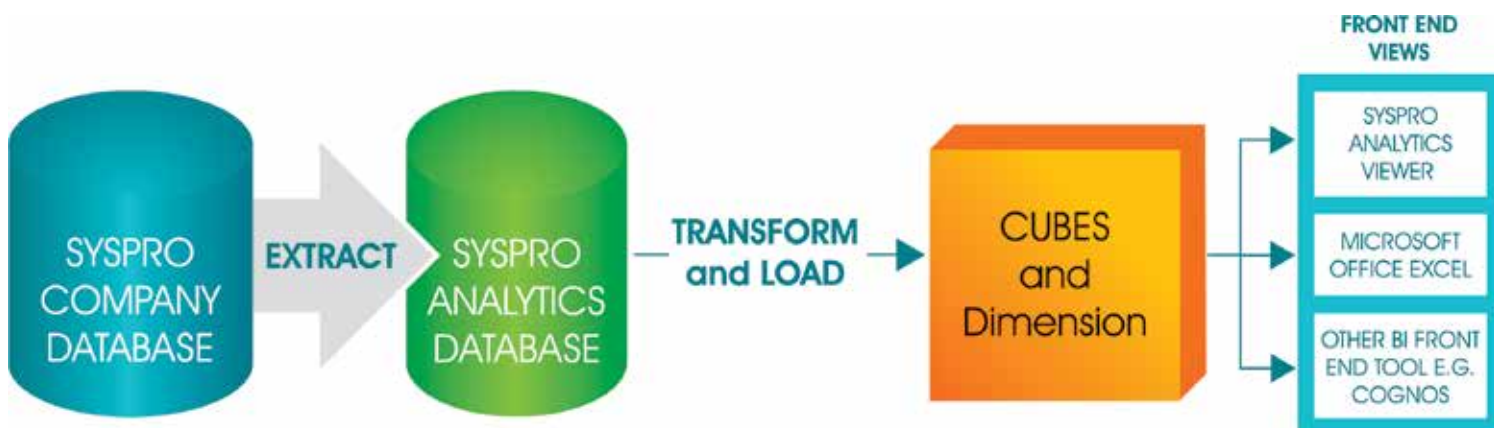 SYSPRO
COMPANY
DATABASE
EXTRACT
SYSPRO
ANALYTICS
DATABASE
TRANSFORM
and LOAD
CUBES
and
Dimension
FRONT END
VIEWS
SYSPRO
ANALYTICS
VIEWER
MICROSOFT
OFFICE EXCEL
OTHER BI FRONT
END TOOL E.G.
COGNOS